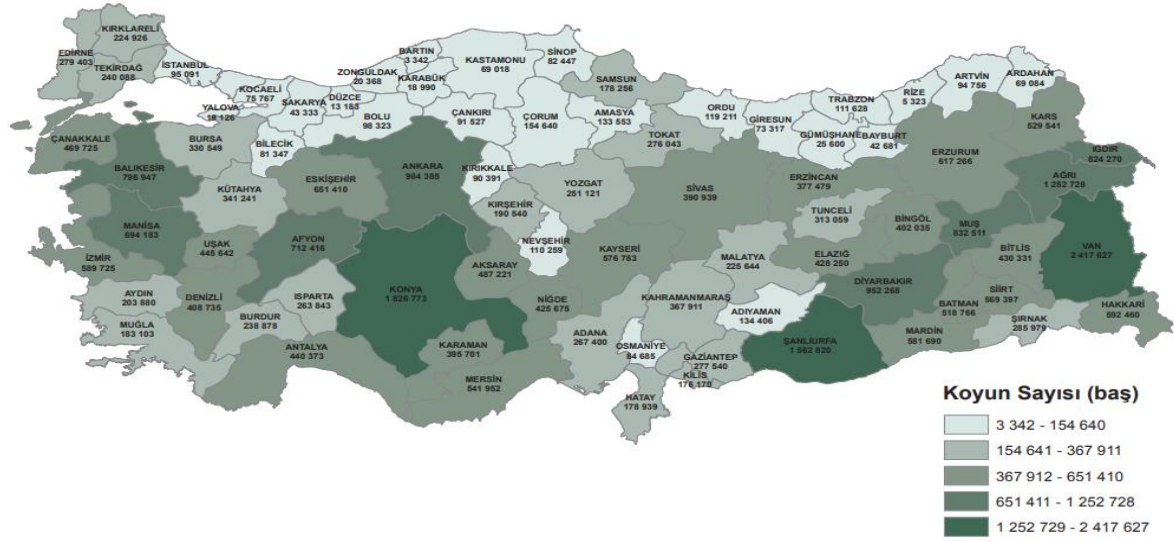 KIRKLARELİ
224 926
EDİRNE
279 403
TEKİRDAĞ
240 088
İSTANBUL
95 091
KOCAELİ
75 767
YALOVA
18 126
SAKARYA
43 333
DÜZCE
13 183
ZONGULDAK
20 368
BARTIN
3 342
KARABÜK
18 990
KASTAMONU
69 018
SİNOP
82 447
SAMSUN
178 256
BOLU
98 323
ÇANKIRI
91 527
ÇORUM
154 640
AMASYA
133 553
ORDU
119 211
GİRESUN
73 317
TRABZON
111 628
RİZE
5 323
ARTVİN
94 756
ARDAHAN
69 084
GÜMÜŞHANE
25 600
BAYBURT
42 681
KARS
529 541
ÇANAKKALE
469 725
BALIKESİR
796 947
BURSA
330 549
BİLECİK
81 347
ANKARA
984 385
KIRIKKALE
90 391
TOKAT
276 043
ERZURUM
617 266
IĞDIR
824 270
AĞRI
1 252 728
ESKİŞEHİR
651 410
KÜTAHYA
341 241
KIRŞEHİR
190 540
YOZGAT
251 121
SİVAS
390 939
ERZİNCAN
377 479
TUNCELİ
313 059
BİNGÖL
402 035
MUŞ
832 511
MANİSA
694 183
UŞAK
445 642
AFYON
712 416
İZMİR
589 725
NEVŞEHİR
110 259
KAYSERİ
576 783
AKSARAY
487 221
MALATYA
225 644
ELAZIĞ
428 250
BİTLİS
430 331
VAN
2 417 627
AYDIN
203 880
DENİZLİ
408 735
ISPARTA
263 843
BURDUR
238 878
KONYA
1 926 773
NİĞDE
425 675
KAHRAMANMARAŞ
367 911
ADIYAMAN
134 406
DİYARBAKIR
952 268
BATMAN
518 766
SİİRT
569 397
ŞIRNAK
HAKKARİ
592 460
MUĞLA
183 103
ANTALYA
440 373
KARAMAN
395 701
MERSİN
541 952
ADANA
267 400
OSMANİYE
84 685
GAZİANTEP
277 540
KİLİS
176 170
HATAY
178 939
ŞANLIURFA
1 562 820
MARDİN
581 690
Koyun Sayısı (baş)
3 342 - 154 640
154 641 - 367 911
367 912 - 651 410
651 411 - 1 252 728
1 252 729 - 2 417 627